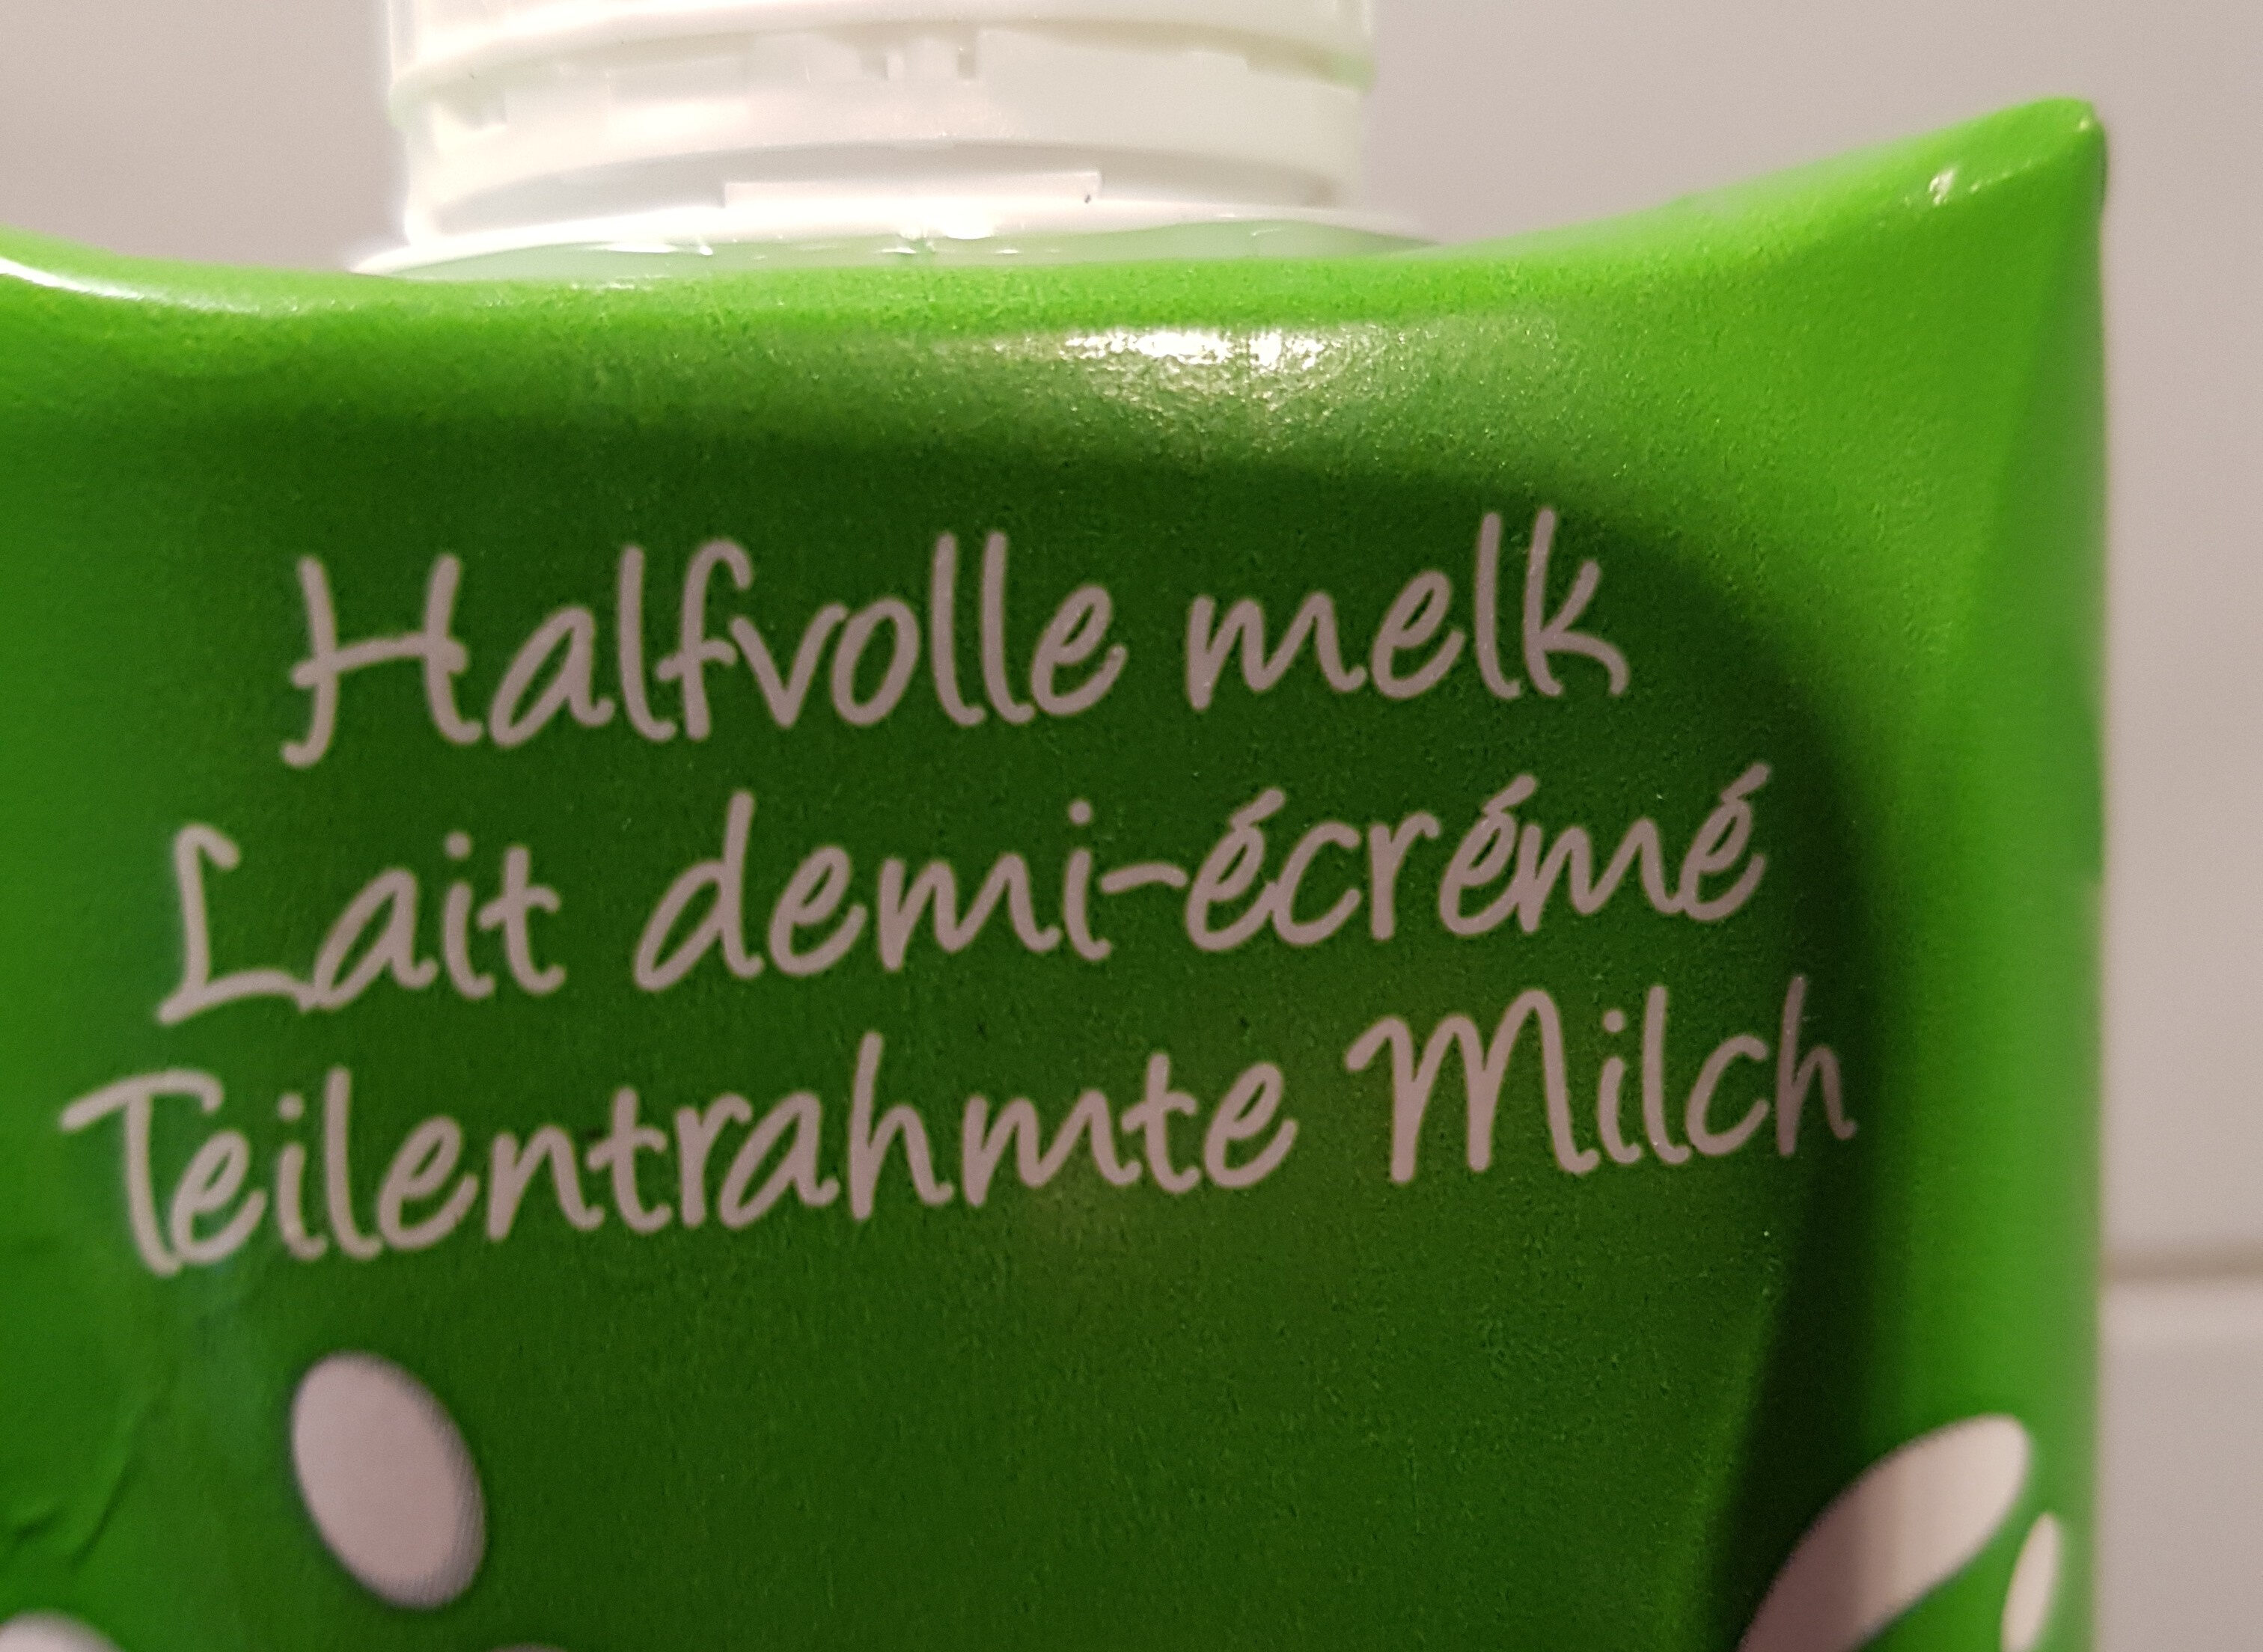 Halfvolle melk
Lait demi-écrémé
Teilentrahmte Milch